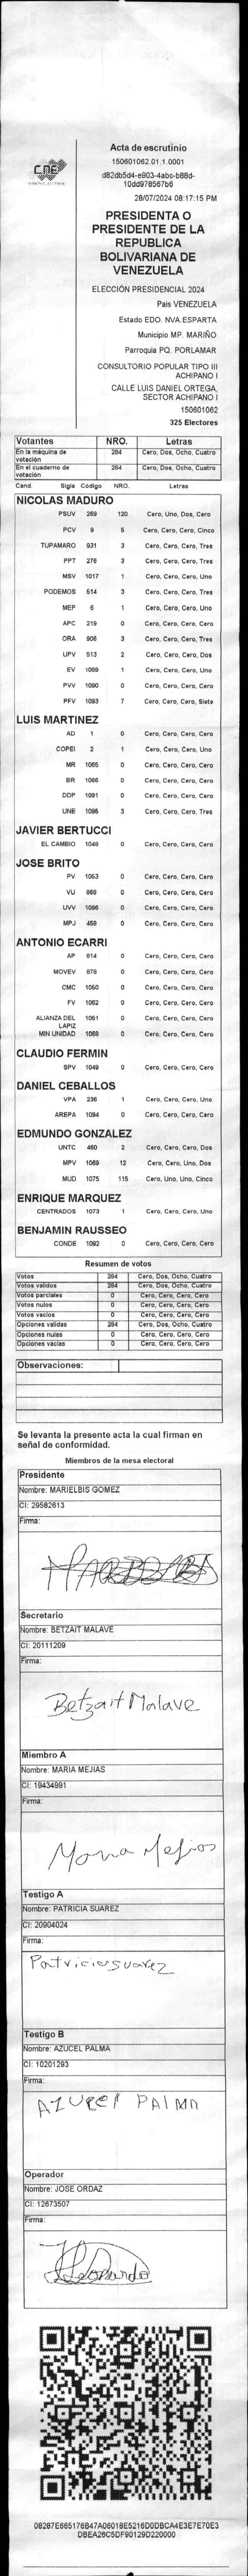 CNE
Acta de escrutinio
150601062.01.1.0001
d82db5d4-e903-4abc-b88d-
10dd978567b6
28/07/2024 08:17:15 PM
PRESIDENTA O
PRESIDENTE DE LA
REPUBLICA
BOLIVARIANA DE
VENEZUELA
ELECCIÓN PRESIDENCIAL 2024
Pais VENEZUELA
Estado EDO. NVA.ESPARTA
Municipio MP. MARIÑO
Parroquia PQ. PORLAMAR
CONSULTORIO POPULAR TIPO III
ACHIPANO I
CALLE LUIS DANIEL ORTEGA,
SECTOR ACHIPANO I
150601062
325 Electores
Votantes NRO. Letras
En la máquina de votación 284 Cero, Dos, Ocho, Cuatro
En el cuaderno de votación 284 Cero, Dos, Ocho, Cuatro
Cand. Sigla Código NRO. Letras
NICOLAS MADURO
PSUV 269 120 Cero, Uno, Dos, Cero
PCV 9 5 Cero, Cero, Cero, Cinco
TUPAMARO 931 3 Cero, Cero, Cero, Tres
PPT 276 3 Cero, Cero, Cero, Tres
MSV 1017 1 Cero, Cero, Cero, Uno
PODEMOS 514 3 Cero, Cero, Cero, Tres
MEP 6 1 Cero, Cero, Cero, Uno
APC 219 0 Cero, Cero, Cero, Cero
ORA 906 3 Cero, Cero, Cero, Tres
UPV 513 2 Cero, Cero, Cero, Dos
EV 1089 1 Cero, Cero, Cero, Uno
PVV 1090 0 Cero, Cero, Cero, Cero
PFV 1093 7 Cero, Cero, Cero, Siete
LUIS MARTINEZ
AD 1 0 Cero, Cero, Cero, Cero
COPEI 2 1 Cero, Cero, Cero, Uno
MR 1065 0 Cero, Cero, Cero, Cero
BR 1086 0 Cero, Cero, Cero, Cero
DDP 1091 0 Cero, Cero, Cero, Cero
UNE 1095 3 Cero, Cero, Cero, Tres
JAVIER BERTUCCI
EL CAMBIO 1048 0 Cero, Cero, Cero, Cero
JOSE BRITO
PV 1053 0 Cero, Cero, Cero, Cero
VU 868 0 Cero, Cero, Cero, Cero
UVV 1096 0 Cero, Cero, Cero, Cero
MPJ 458 0 Cero, Cero, Cero, Cero
ANTONIO ECARRI
AP 814 0 Cero, Cero, Cero, Cero
MOVEV 878 0 Cero, Cero, Cero, Cero
CMC 1050 0 Cero, Cero, Cero, Cero
FV 1062 0 Cero, Cero, Cero, Cero
ALIANZA DEL LAPIZ 1051 0 Cero, Cero, Cero, Cero
MIN UNIDAD 1068 0 Cero, Cero, Cero, Cero
CLAUDIO FERMIN
SPV 1049 0 Cero, Cero, Cero, Cero
DANIEL CEBALLOS
VPA 236 1 Cero, Cero, Cero, Uno
AREPA 1094 0 Cero, Cero, Cero, Cero
EDMUNDO GONZALEZ
UNTC 460 2 Cero, Cero, Cero, Dos
MPV 1069 12 Cero, Cero, Uno, Dos
MUD 1075 115 Cero, Uno, Uno, Cinco
ENRIQUE MARQUEZ
CENTRADOS 1073 1 Cero, Cero, Cero, Uno
BENJAMIN RAUSSEO
CONDE 1092 0 Cero, Cero, Cero, Cero
Resumen de votos
Votos 284 Cero, Dos, Ocho, Cuatro
Votos validos 284 Cero, Dos, Ocho, Cuatro
Votos parciales 0 Cero, Cero, Cero, Cero
Votos nulos 0 Cero, Cero, Cero, Cero
Votos vacios 0 Cero, Cero, Cero, Cero
Opciones validas 284 Cero, Dos, Ocho, Cuatro
Opciones nulas 0 Cero, Cero, Cero, Cero
Opciones vacias 0 Cero, Cero, Cero, Cero
Observaciones:
Se levanta la presente acta la cual firman en
señal de conformidad.
Miembros de la mesa electoral
Presidente
Nombre: MARIELBIS GOMEZ
CI: 29582613
Firma:
Secretario
Nombre: BETZAIT MALAVE
CI: 20111209
Firma:
Betzait Malave
Miembro A
Nombre: MARIA MEJIAS
CI: 19434991
Firma:
Maria Mejias
Testigo A
Nombre: PATRICIA SUAREZ
CI: 20904024
Firma:
Patricia Suarez
Testigo B
Nombre: AZUCEL PALMA
CI: 10201293
Firma:
AZUCEl PAlMA
Operador
Nombre: JOSE ORDAZ
CI: 12673507
Firma:
08287E665176B47A06018E5216D0DBCA4E3E7E70E3
DBEA26C5DF90129D220000